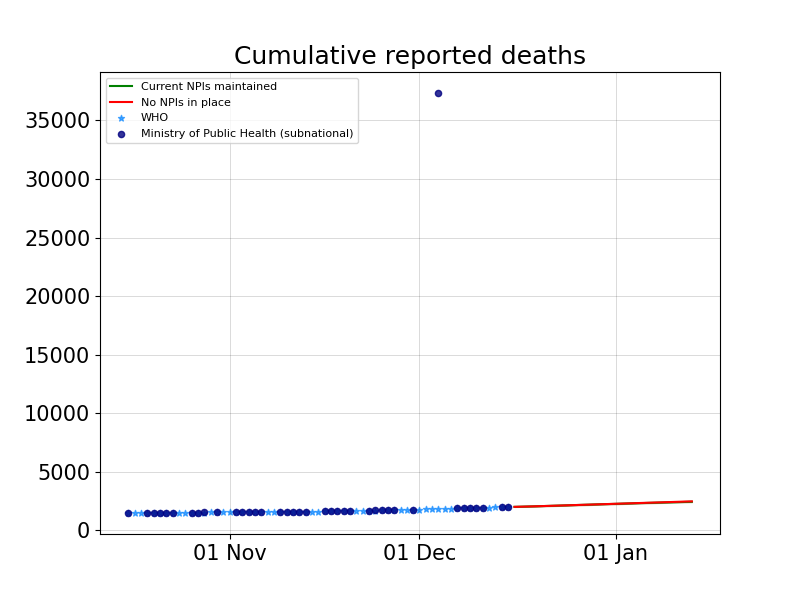 Cumulative reported deaths
Current NPIs maintained
No NPIs in place
WHO
Ministry of Public Health (subnational)
35000
30000
25000
20000
15000
10000
5000
0
01 Nov
01 Dec
01 Jan